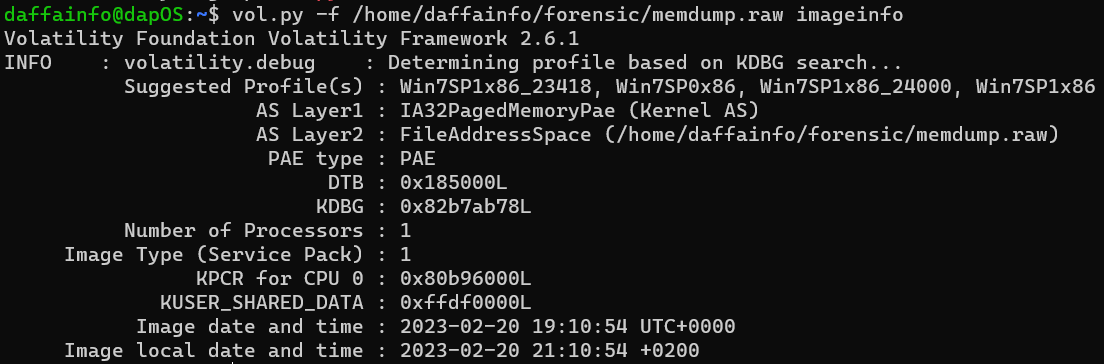 daffainfo@dapOS:~$ vol.py -f /home/daffainfo/forensic/memdump.raw imageinfo
Volatility Foundation Volatility Framework 2.6.1
INFO    : volatility.debug    : Determining profile based on KDBG search...
          Suggested Profile(s) : Win7SP1x86_23418, Win7SP0x86, Win7SP1x86_24000, Win7SP1x86
                     AS Layer1 : IA32PagedMemoryPae (Kernel AS)
                     AS Layer2 : FileAddressSpace (/home/daffainfo/forensic/memdump.raw)
                      PAE type : PAE
                           DTB : 0x185000L
                          KDBG : 0x82b7ab78L
          Number of Processors : 1
     Image Type (Service Pack) : 1
                KPCR for CPU 0 : 0x80b96000L
             KUSER_SHARED_DATA : 0xffdf0000L
           Image date and time : 2023-02-20 19:10:54 UTC+0000
     Image local date and time : 2023-02-20 21:10:54 +0200